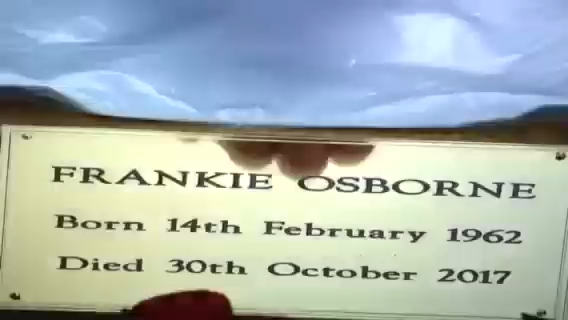 FRANKIE OSBORNE
Born 14th February 1962
Died 30th October 2017